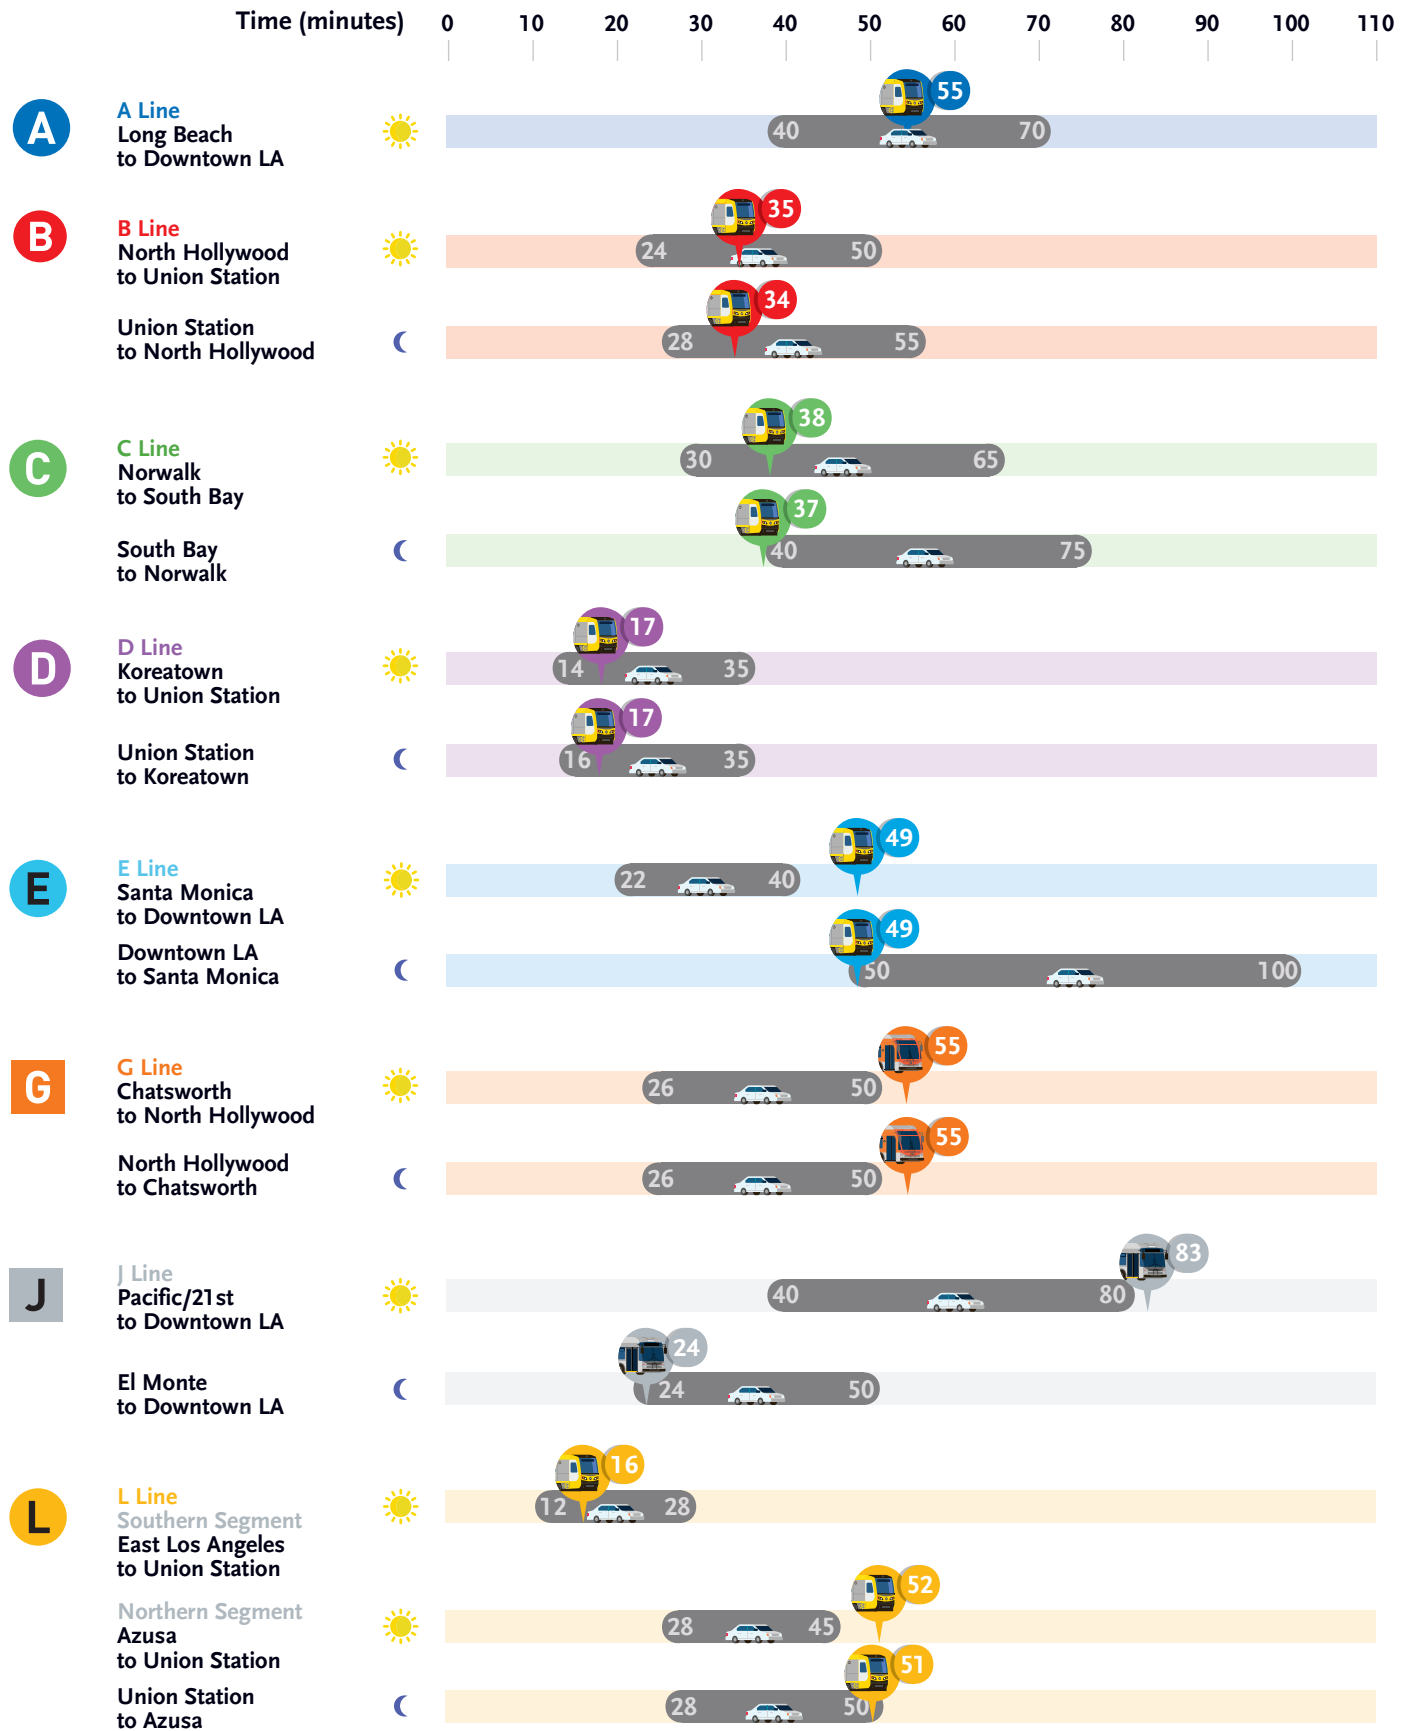 Time (minutes) 0 10 20 30 40 50 60 70 80 90 100 110
55
A
A Line
Long Beach
to Downtown LA
40 70
35
B
B Line
North Hollywood
to Union Station
24 50
34
Union Station
to North Hollywood
28 55
38
C
C Line
Norwalk
to South Bay
30 65
37
South Bay
to Norwalk
40 75
17
D
D Line
Koreatown
to Union Station
14 35
17
Union Station
to Koreatown
16 35
49
E
E Line
Santa Monica
to Downtown LA
22 40
49
Downtown LA
to Santa Monica
50 100
55
G
G Line
Chatsworth
to North Hollywood
26 50
55
North Hollywood
to Chatsworth
26 50
83
J
J Line
Pacific/21st
to Downtown LA
40 80
24
El Monte
to Downtown LA
24 50
16
L
L Line
Southern Segment
East Los Angeles
to Union Station
12 28
52
Northern Segment
Azusa
to Union Station
28 45
51
Union Station
to Azusa
28 50